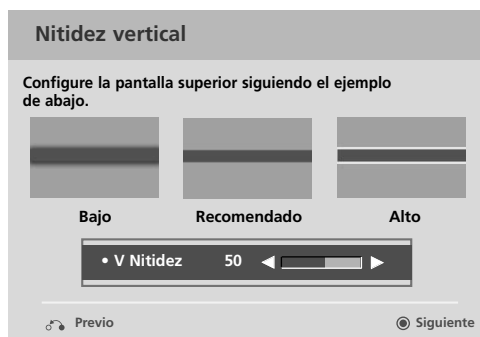 Nitidez vertical
Configure la pantalla superior siguiendo el ejemplo
de abajo.
Bajo Recomendado Alto
• V Nitidez 50 ◀ ▶
Previo Siguiente